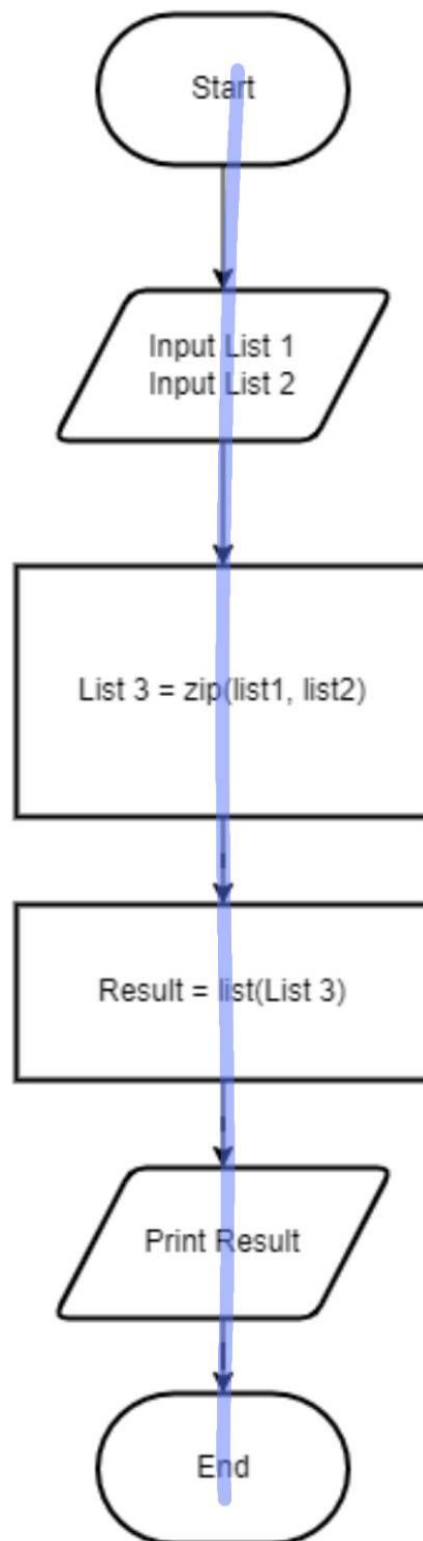 Start
Input List 1
Input List 2
List 3 = zip(list1, list2)
Result = list(List 3)
Print Result
End